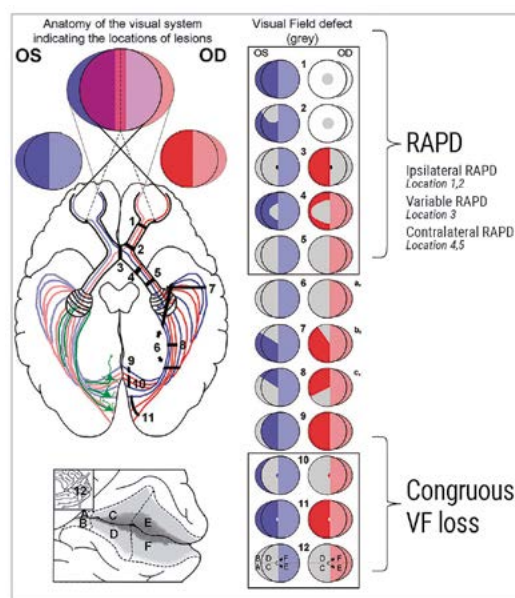 Anatomy of the visual system
indicating the locations of lesions
OS
OD
1
2
3
4
5
6
7
8
9
10
11
12
A
B
C
D
E
F
Visual Field defect
(grey)
OS
OD
1
2
3
4
5
6
a.
7
b.
8
c.
9
10
11
12
B
D
F
A
C
E
D
F
C
E
RAPD
Ipsilateral RAPD
Location 1,2
Variable RAPD
Location 3
Contralateral RAPD
Location 4,5
Congruous
VF loss